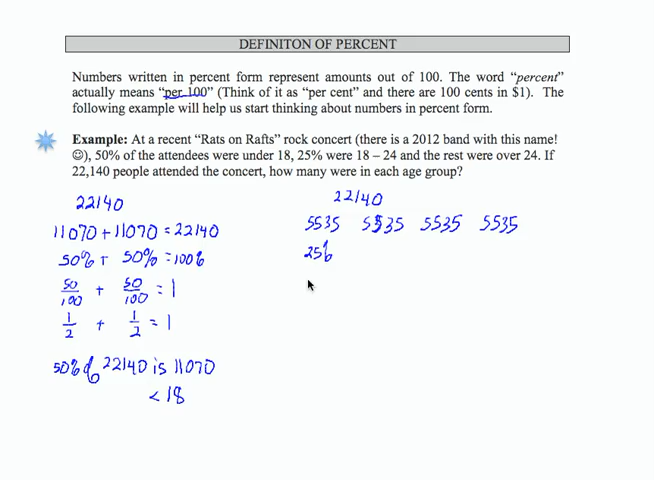 DEFINITON OF PERCENT
Numbers written in percent form represent amounts out of 100. The word “percent”
actually means “per 100” (Think of it as “per cent” and there are 100 cents in $1). The
following example will help us start thinking about numbers in percent form.
Example: At a recent “Rats on Rafts” rock concert (there is a 2012 band with this name!
☺), 50% of the attendees were under 18, 25% were 18 – 24 and the rest were over 24. If
22,140 people attended the concert, how many were in each age group?
22140
11070 + 11070 = 22140
50% + 50% = 100%
50/100 + 50/100 = 1
1/2 + 1/2 = 1
50% of 22140 is 11070
< 18
22140
5535 5535 5535 5535
25%